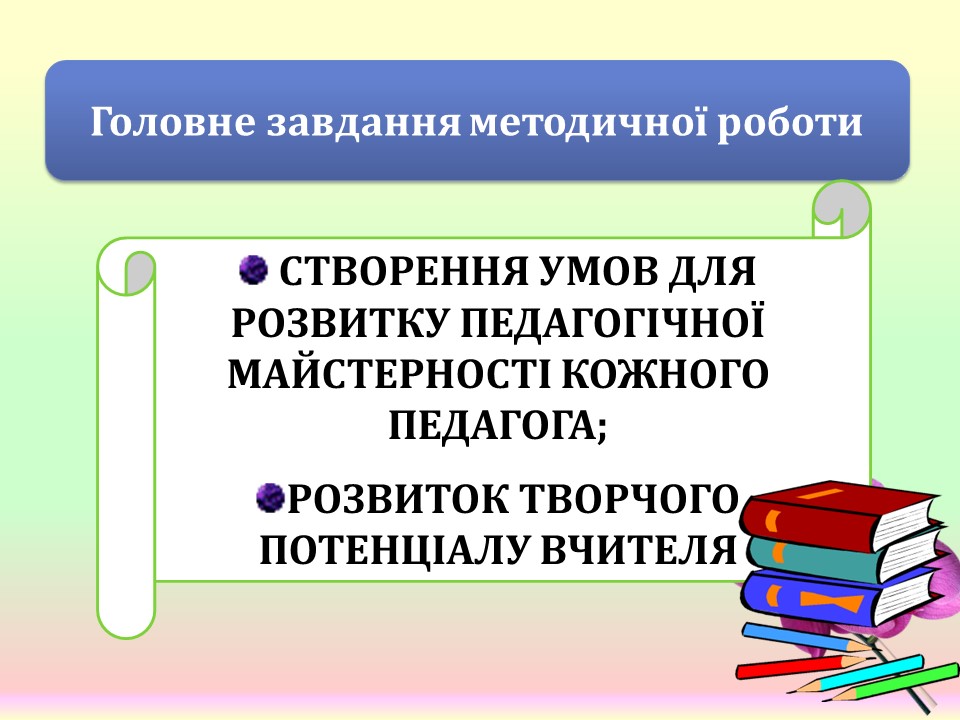 Головне завдання методичної роботи
СТВОРЕННЯ УМОВ ДЛЯ
РОЗВИТКУ ПЕДАГОГІЧНОЇ
МАЙСТЕРНОСТІ КОЖНОГО
ПЕДАГОГА;
РОЗВИТОК ТВОРЧОГО
ПОТЕНЦІАЛУ ВЧИТЕЛЯ